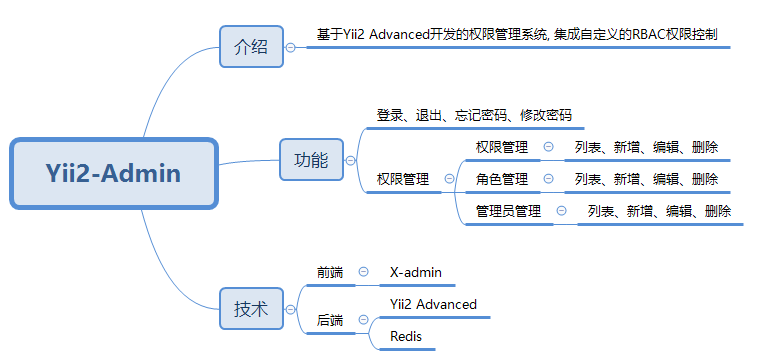 介绍
基于Yii2 Advanced开发的权限管理系统, 集成自定义的RBAC权限控制
Yii2-Admin
功能
登录、退出、忘记密码、修改密码
权限管理
权限管理
列表、新增、编辑、删除
角色管理
列表、新增、编辑、删除
管理员管理
列表、新增、编辑、删除
技术
前端
X-admin
后端
Yii2 Advanced
Redis